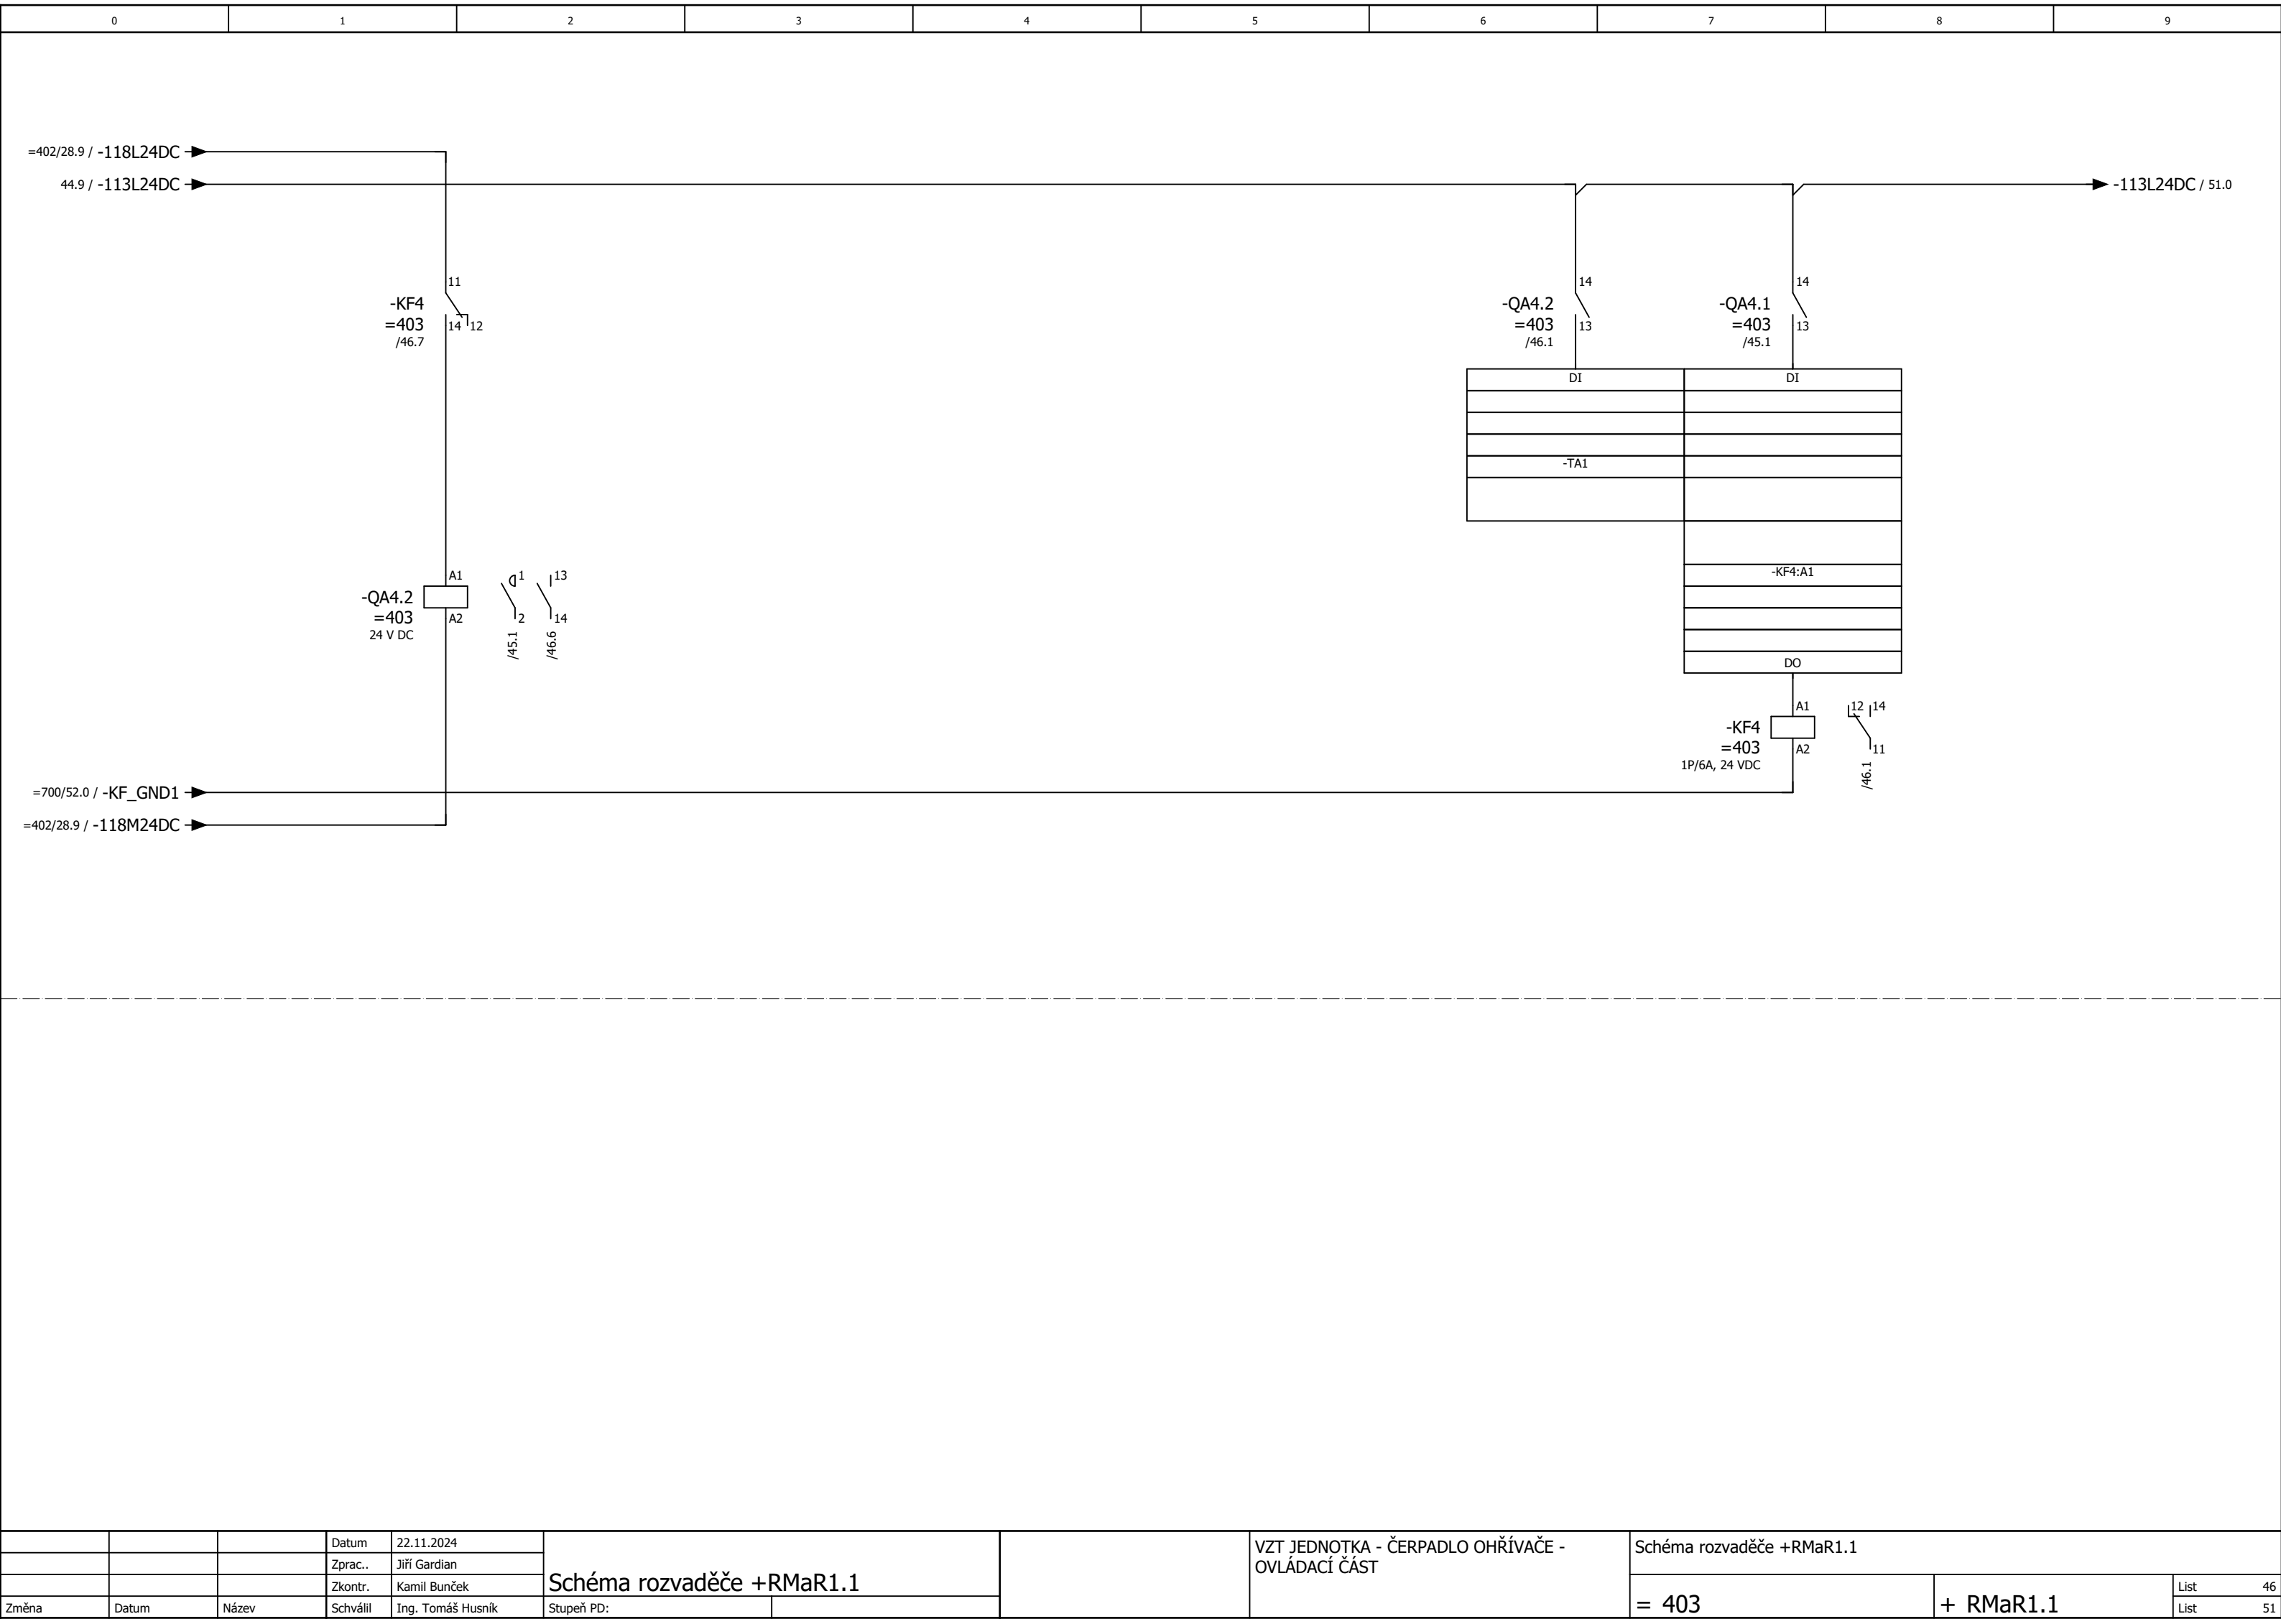 0 1 2 3 4 5 6 7 8 9
=402/28.9 / -118L24DC
44.9 / -113L24DC
-113L24DC / 51.0
11
-KF4
=403
/46.7
14 12
14
-QA4.2
=403
/46.1
13
14
-QA4.1
=403
/45.1
13
DI DI
-TA1
-KF4:A1
DO
A1
-QA4.2
=403
24 V DC
A2
1 13
2 14
/45.1 /46.6
A1
-KF4
=403
1P/6A, 24 VDC
A2
12 14
11
/46.1
=700/52.0 / -KF_GND1
=402/28.9 / -118M24DC
Datum 22.11.2024
Zprac.. Jiří Gardian
Zkontr. Kamil Bunček
Změna Datum Název Schválil Ing. Tomáš Husník
Schéma rozvaděče +RMaR1.1
Stupeň PD:
VZT JEDNOTKA - ČERPADLO OHŘÍVAČE -
OVLÁDACÍ ČÁST
Schéma rozvaděče +RMaR1.1
= 403
+ RMaR1.1
List 46
List 51